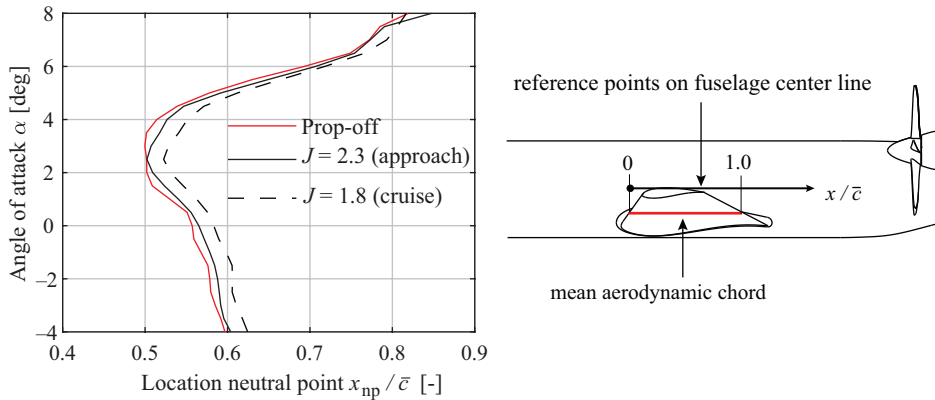 8
6
4
2
0
−2
−4
Angle of attack α [deg]
Prop-off
J = 2.3 (approach)
J = 1.8 (cruise)
0.4 0.5 0.6 0.7 0.8 0.9
Location neutral point x_np / c̄ [-]
reference points on fuselage center line
0 1.0
x / c̄
mean aerodynamic chord